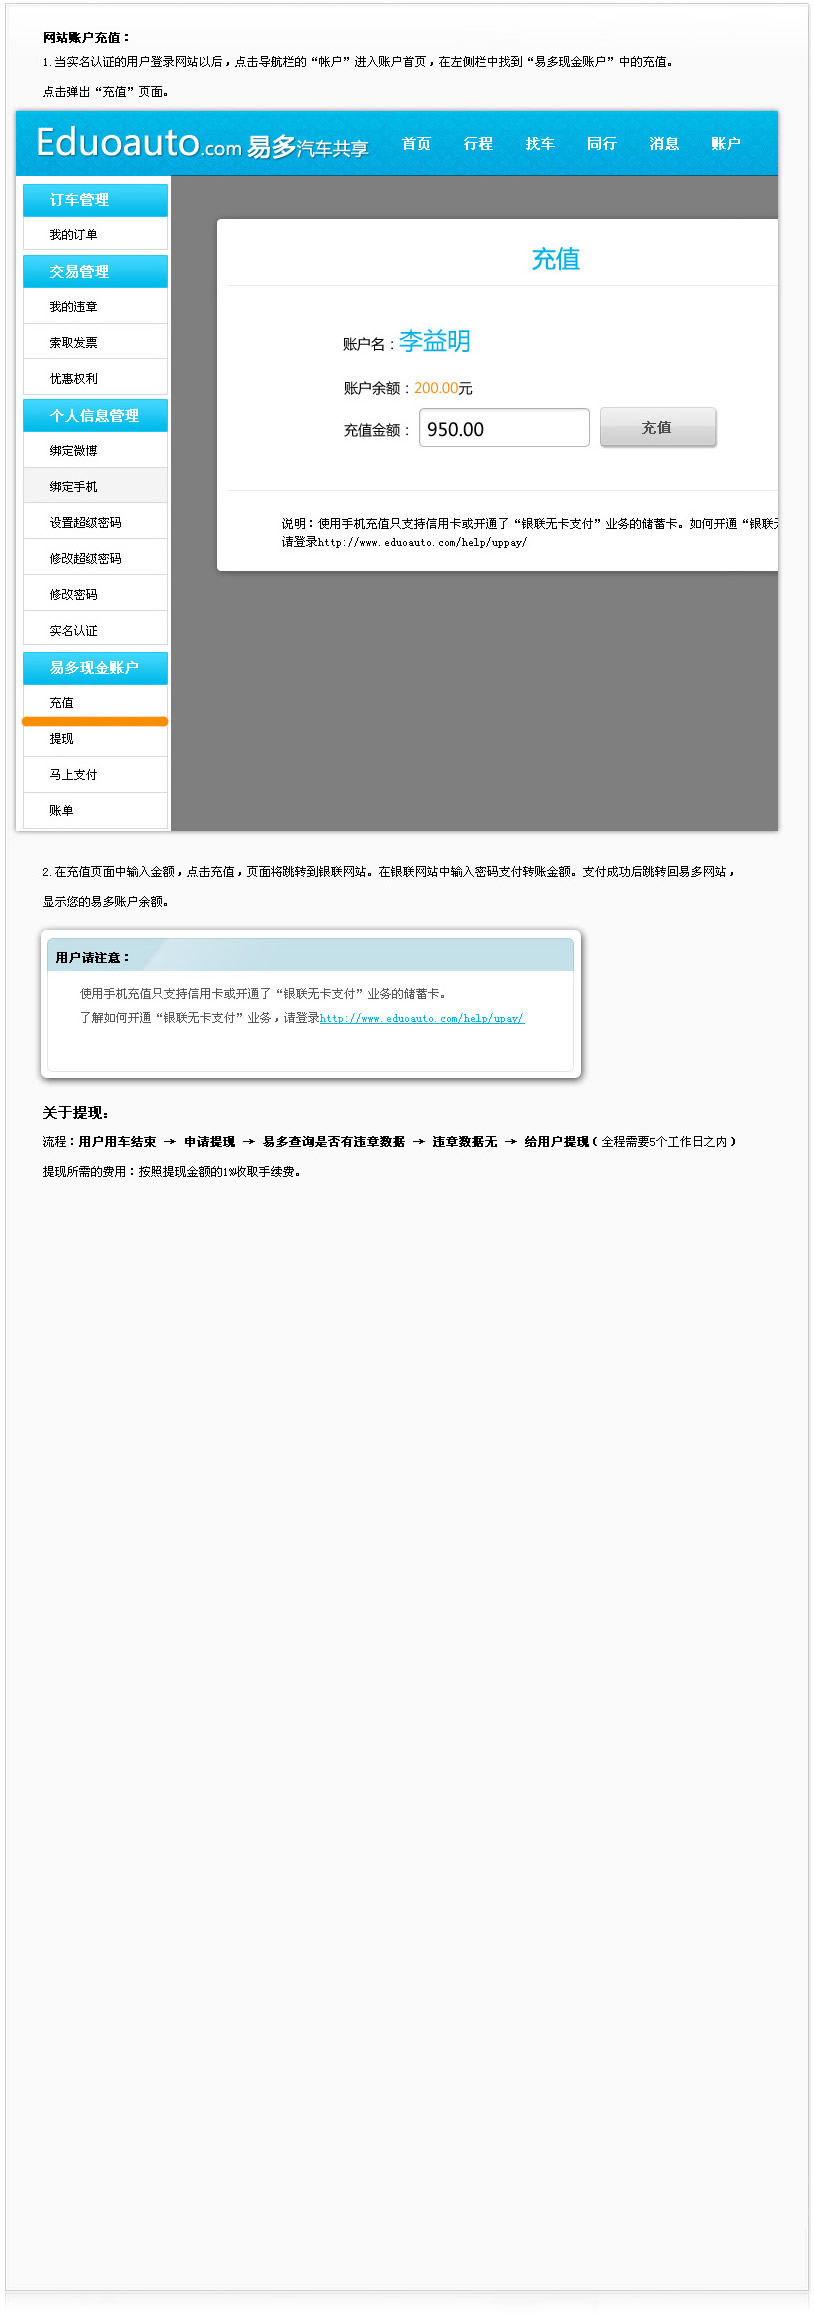 网站账户充值：
1.当实名认证的用户登录网站以后，点击导航栏的“帐户”进入账户首页，在左侧栏中找到“易多现金账户”中的充值。
点击弹出“充值”页面。
Eduoauto.com 易多汽车共享 首页 行程 找车 同行 消息 账户
订车管理
我的订单
交易管理
我的违章
索取发票
优惠权利
个人信息管理
绑定微博
绑定手机
设置超级密码
修改超级密码
修改密码
实名认证
易多现金账户
充值
提现
马上支付
账单
充值
账户名：李益明
账户余额：200.00元
充值金额： 950.00 充值
说明：使用手机充值只支持信用卡或开通了“银联无卡支付”业务的储蓄卡。如何开通“银联无
请登录http://www.eduoauto.com/help/uppay/
2.在充值页面中输入金额，点击充值，页面将跳转到银联网站。在银联网站中输入密码支付转账金额。支付成功后跳转回易多网站，
显示您的易多账户余额。
用户请注意：
使用手机充值只支持信用卡或开通了“银联无卡支付”业务的储蓄卡。
了解如何开通“银联无卡支付”业务，请登录http://www.eduoauto.com/help/upay/
关于提现：
流程：用户用车结束 → 申请提现 → 易多查询是否有违章数据 → 违章数据无 → 给用户提现（全程需要5个工作日之内）
提现所需的费用：按照提现金额的1%收取手续费。